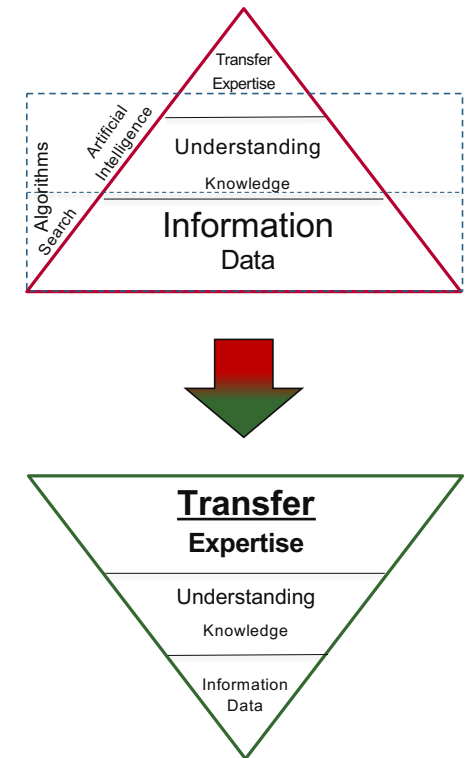 Transfer
Expertise
Artificial
Intelligence
Understanding
Knowledge
Algorithms
Search
Information
Data
Transfer
Expertise
Understanding
Knowledge
Information
Data